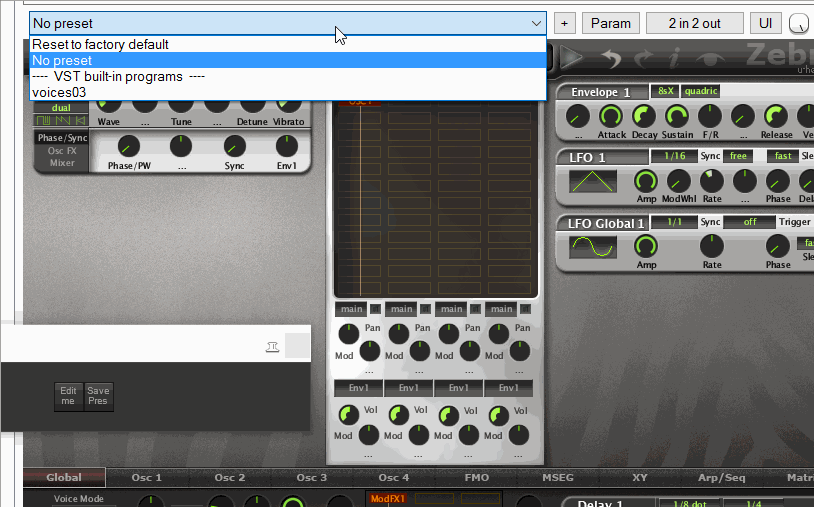 No preset
+ Param 2 in 2 out UI
Reset to factory default
No preset
---- VST built-in programs ----
voices03
Zeb
u-he
dual
Wave ... Tune ... Detune Vibrato
Phase/Sync
Osc FX
Mixer
Phase/PW ... Sync Env1
Envelope 1 8sX quadric
... Attack Decay Sustain F/R ... Release Ve
LFO 1 1/16 Sync free fast Sle
Amp ModWhl Rate ... Phase Dela
LFO Global 1 1/1 Sync off Trigger
Amp Rate Phase
fa
Sle
main main main main
Pan Pan Pan Pan
Mod Mod Mod Mod
... ... ... ...
Env1 Env1 Env1 Env1
Vol Vol Vol Vol
Mod Mod Mod Mod
... ... ... ...
Edit me
Save Pres
Global Osc 1 Osc 2 Osc 3 Osc 4 FMO MSEG XY Arp/Seq Matri
Voice Mode ModFX1 Delay 1 1/8 dot 1/4